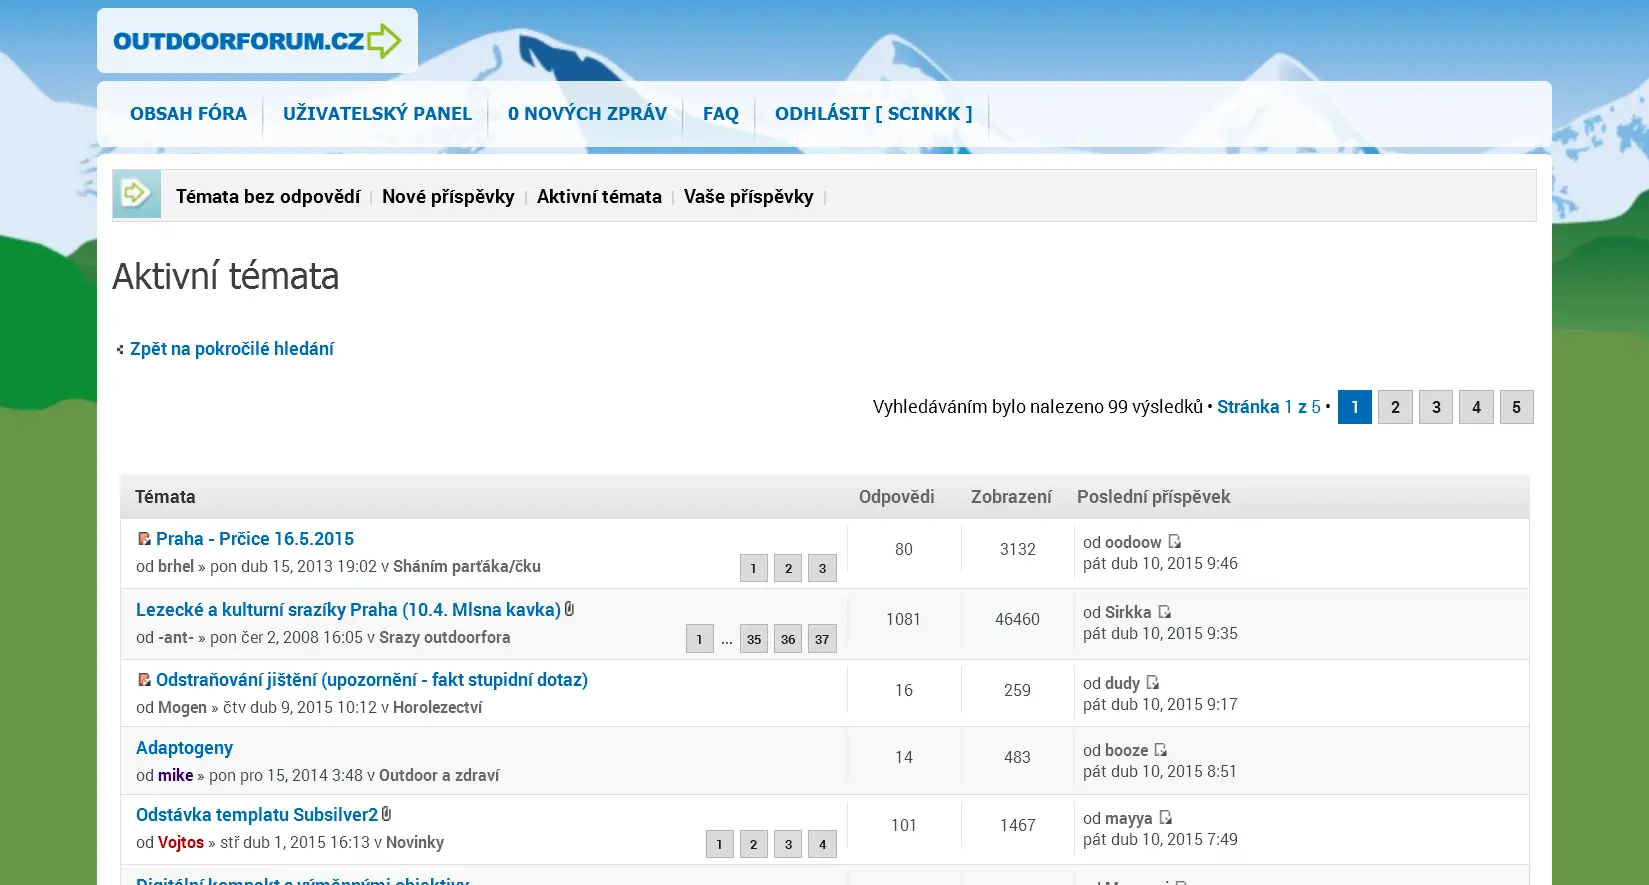 OUTDOORFORUM.CZ
OBSAH FÓRA UŽIVATELSKÝ PANEL 0 NOVÝCH ZPRÁV FAQ ODHLÁSIT [ SCINKK ]
Témata bez odpovědí | Nové příspěvky | Aktivní témata | Vaše příspěvky |
Aktivní témata
Zpět na pokročilé hledání
Vyhledáváním bylo nalezeno 99 výsledků • Stránka 1 z 5 • 1 2 3 4 5
Témata Odpovědi Zobrazení Poslední příspěvek
Praha - Prčice 16.5.2015
od brhel » pon dub 15, 2013 19:02 v Sháním parťáka/čku
1 2 3
80
3132
od oodoow
pát dub 10, 2015 9:46
Lezecké a kulturní srazíky Praha (10.4. Mlsna kavka)
od -ant- » pon čer 2, 2008 16:05 v Srazy outdoorfora
1 ... 35 36 37
1081
46460
od Sirkka
pát dub 10, 2015 9:35
Odstraňování jištění (upozornění - fakt stupidní dotaz)
od Mogen » čtv dub 9, 2015 10:12 v Horolezectví
16
259
od dudy
pát dub 10, 2015 9:17
Adaptogeny
od mike » pon pro 15, 2014 3:48 v Outdoor a zdraví
14
483
od booze
pát dub 10, 2015 8:51
Odstávka templatu Subsilver2
od Vojtos » stř dub 1, 2015 16:13 v Novinky
1 2 3 4
101
1467
od mayya
pát dub 10, 2015 7:49
Digitální kompakt s výměnnými objektivy